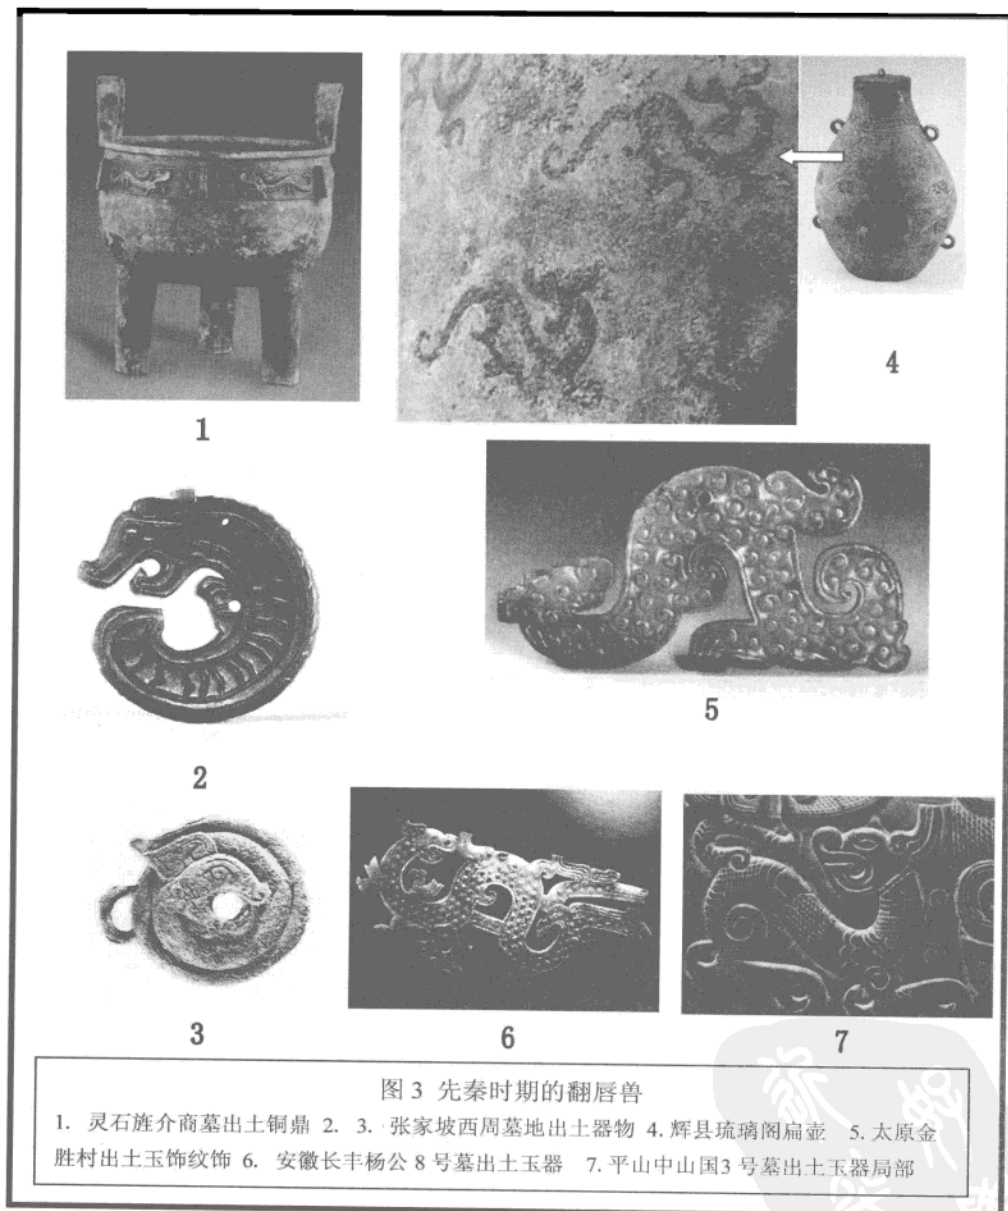 1
4
2
5
3
6
7
图 3 先秦时期的翻唇兽
1. 灵石旌介商墓出土铜鼎 2. 3. 张家坡西周墓地出土器物 4. 辉县琉璃阁扁壶 5. 太原金
胜村出土玉饰纹饰 6. 安徽长丰杨公 8 号墓出土玉器 7. 平山中山国3 号墓出土玉器局部